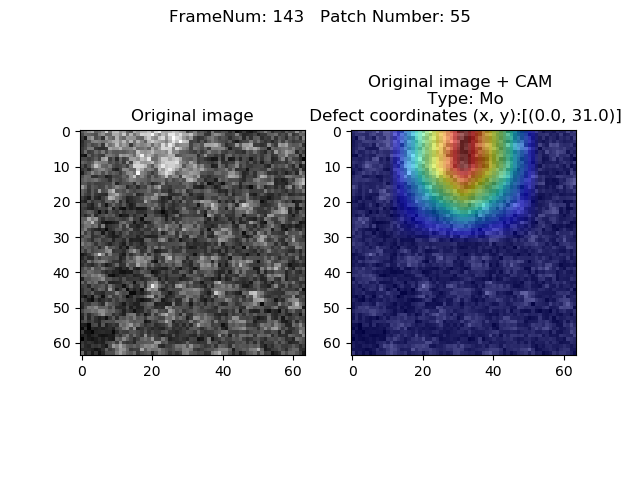 FrameNum: 143   Patch Number: 55
Original image
0
10
20
30
40
50
60
0 20 40 60
Original image + CAM
Type: Mo
Defect coordinates (x, y):[(0.0, 31.0)]
0
10
20
30
40
50
60
0 20 40 60